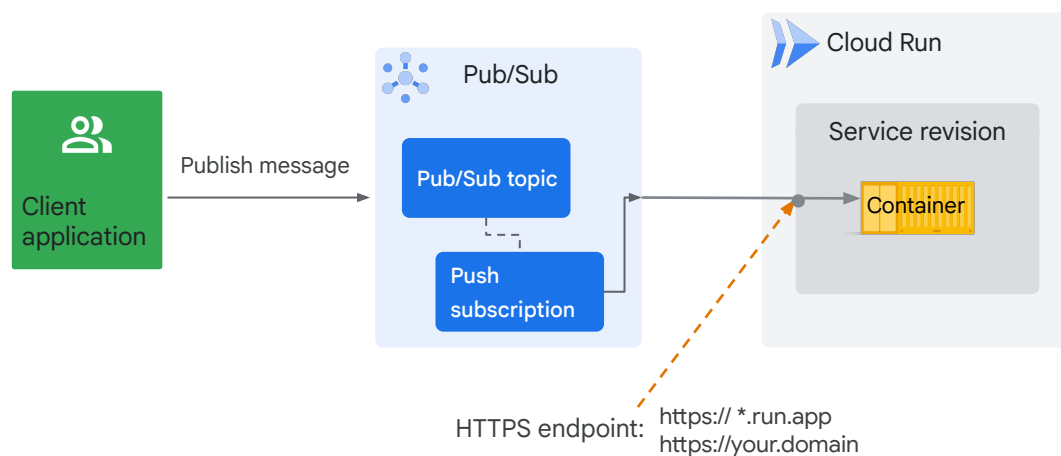 Cloud Run
Pub/Sub
Service revision
Publish message
Pub/Sub topic
Container
Client
application
Push
subscription
HTTPS endpoint:
https:// *.run.app
https://your.domain